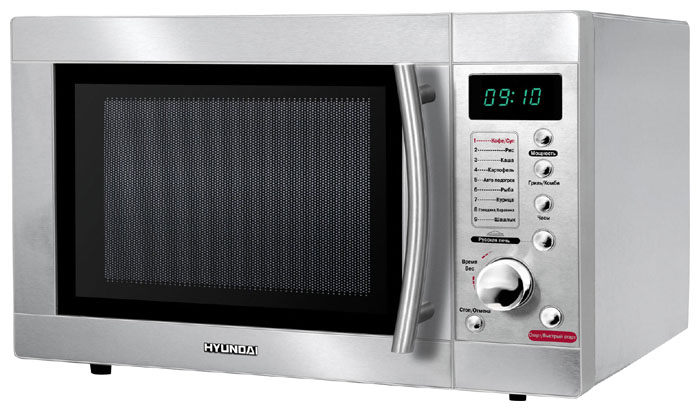 09:10
1 Кофе/Суп
2 Рис
3 Каша
4 Картофель
5 Авто подогрев
6 Рыба
7 Курица
8 Говядина/Баранина
9 Шашлык
Мощность
Гриль/Комби
Часы
Русская печь
Время
Вес
Стоп/Отмена
Старт/Быстрый старт
HYUNDAI